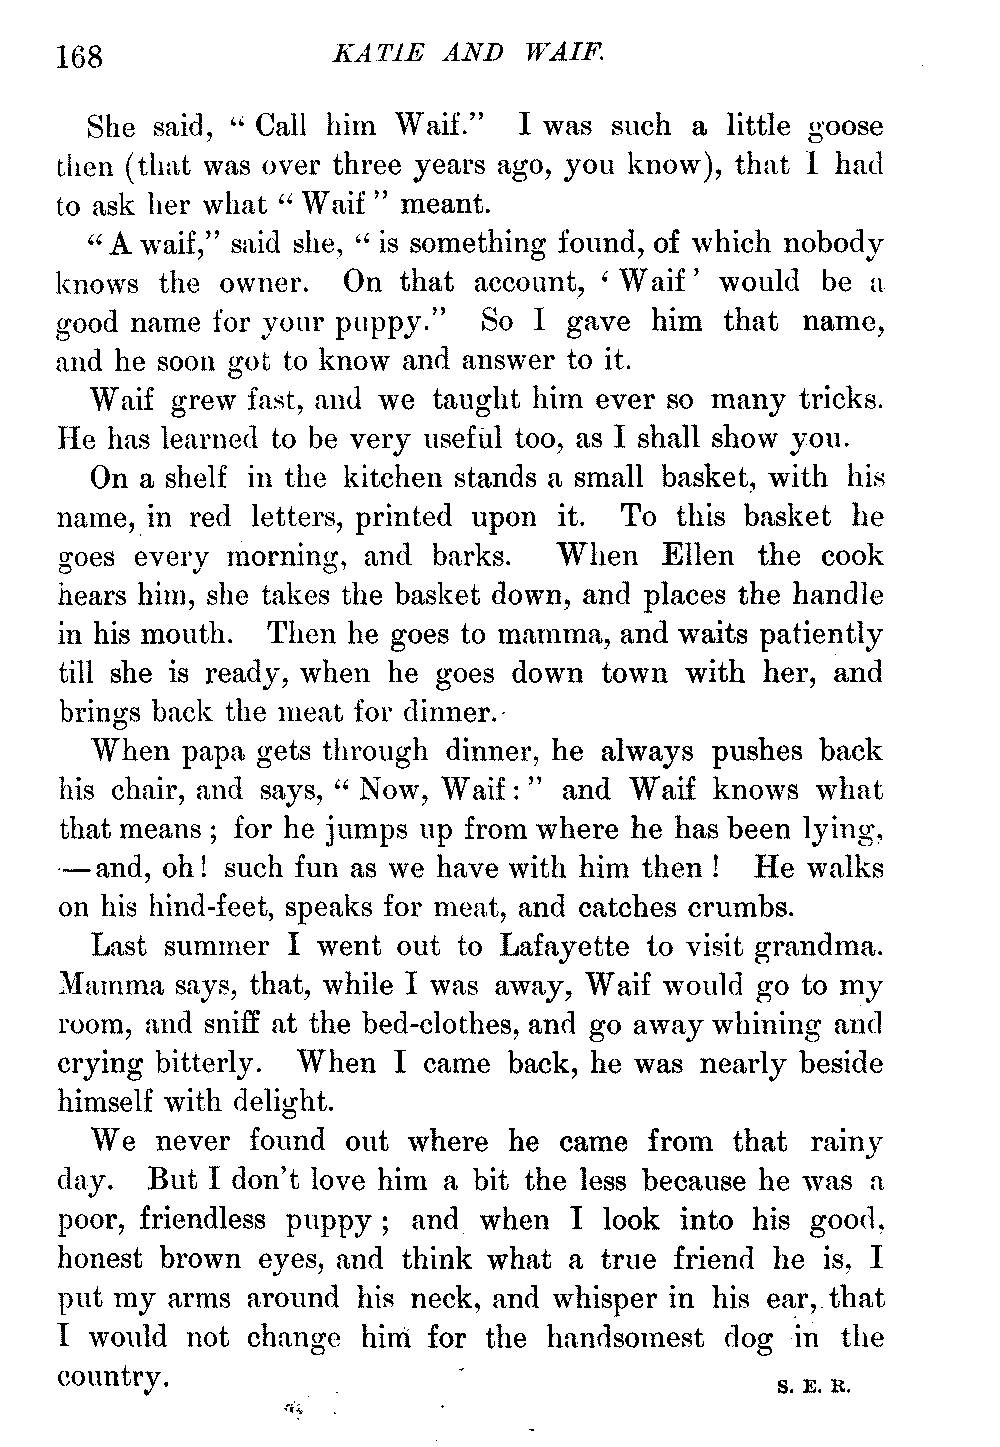 168 KATIE AND WAIF.
She said, “ Call him Waif.” I was such a little goose
then (that was over three years ago, you know), that I had
to ask her what “ Waif ” meant.
“ A waif,” said she, “ is something found, of which nobody
knows the owner. On that account, ‘ Waif ’ would be a
good name for your puppy.” So I gave him that name,
and he soon got to know and answer to it.
Waif grew fast, and we taught him ever so many tricks.
He has learned to be very useful too, as I shall show you.
On a shelf in the kitchen stands a small basket, with his
name, in red letters, printed upon it. To this basket he
goes every morning, and barks. When Ellen the cook
hears him, she takes the basket down, and places the handle
in his mouth. Then he goes to mamma, and waits patiently
till she is ready, when he goes down town with her, and
brings back the meat for dinner.
When papa gets through dinner, he always pushes back
his chair, and says, “ Now, Waif : ” and Waif knows what
that means ; for he jumps up from where he has been lying,
— and, oh ! such fun as we have with him then ! He walks
on his hind-feet, speaks for meat, and catches crumbs.
Last summer I went out to Lafayette to visit grandma.
Mamma says, that, while I was away, Waif would go to my
room, and sniff at the bed-clothes, and go away whining and
crying bitterly. When I came back, he was nearly beside
himself with delight.
We never found out where he came from that rainy
day. But I don’t love him a bit the less because he was a
poor, friendless puppy ; and when I look into his good,
honest brown eyes, and think what a true friend he is, I
put my arms around his neck, and whisper in his ear, that
I would not change him for the handsomest dog in the
country. S. E. R.